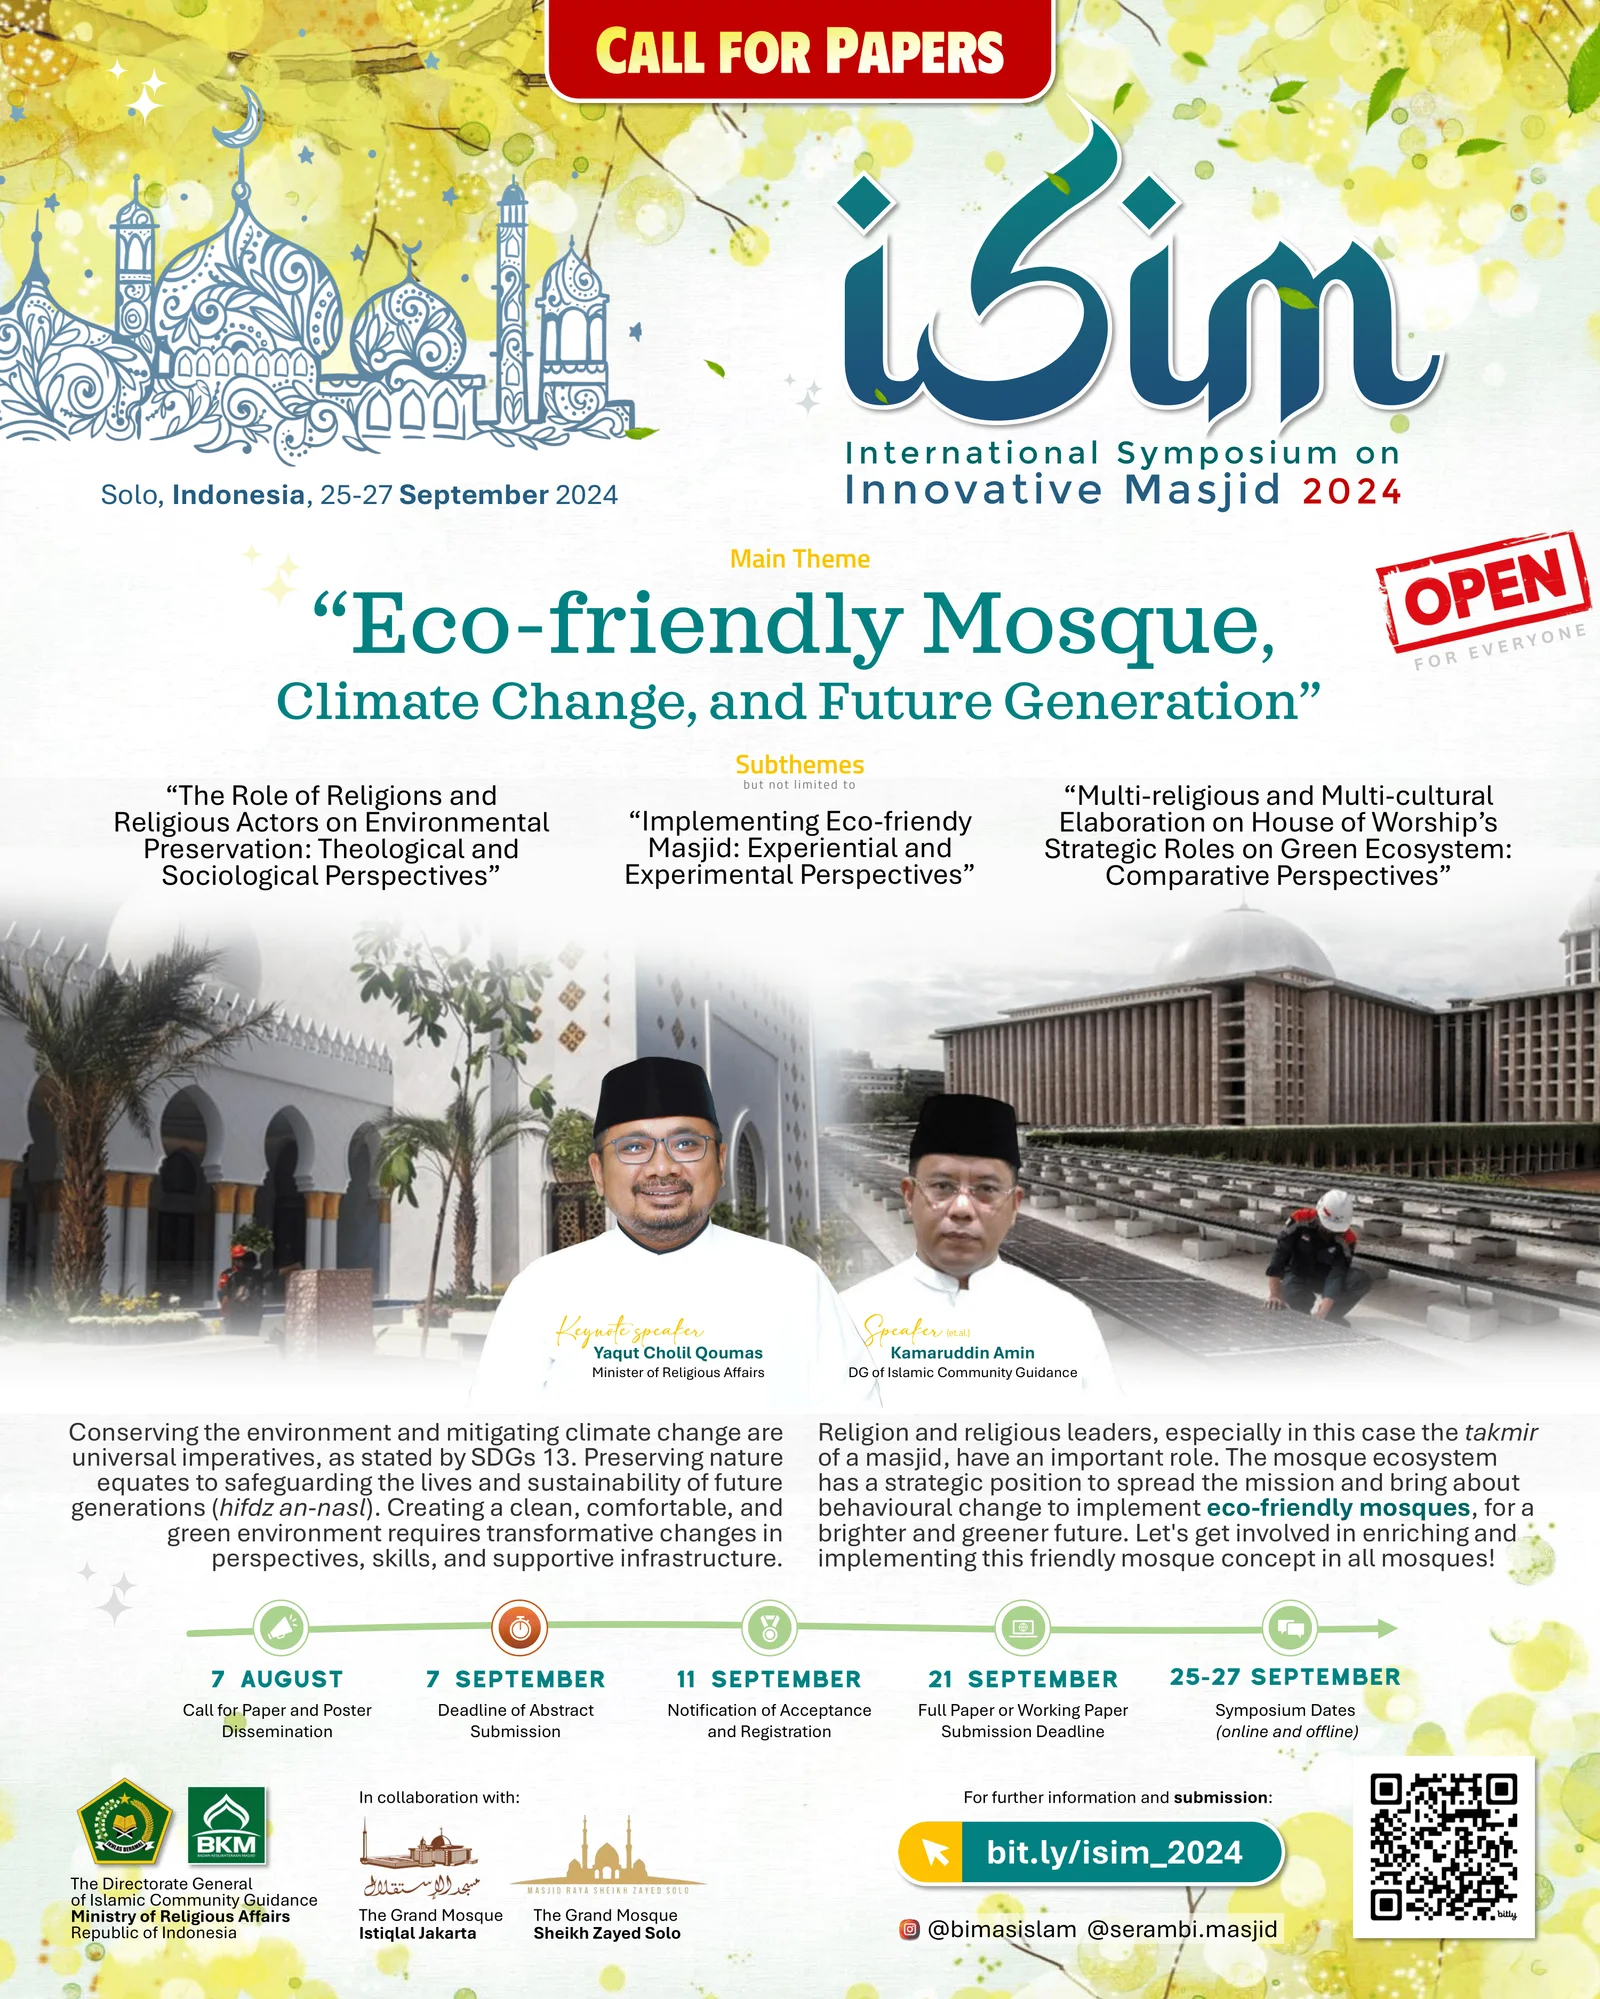 CALL FOR PAPERS
isim
International Symposium on
Innovative Masjid 2024
Solo, Indonesia, 25-27 September 2024
Main Theme
“Eco-friendly Mosque,
Climate Change, and Future Generation”
OPEN
FOR EVERYONE
Subthemes
but not limited to
“The Role of Religions and
Religious Actors on Environmental
Preservation: Theological and
Sociological Perspectives”
“Implementing Eco-friendy
Masjid: Experiential and
Experimental Perspectives”
“Multi-religious and Multi-cultural
Elaboration on House of Worship’s
Strategic Roles on Green Ecosystem:
Comparative Perspectives”
Keynote speaker
Yaqut Cholil Qoumas
Minister of Religious Affairs
Speaker (et.al.)
Kamaruddin Amin
DG of Islamic Community Guidance
Conserving the environment and mitigating climate change are
universal imperatives, as stated by SDGs 13. Preserving nature
equates to safeguarding the lives and sustainability of future
generations (hifdz an-nasl). Creating a clean, comfortable, and
green environment requires transformative changes in
perspectives, skills, and supportive infrastructure.
Religion and religious leaders, especially in this case the takmir
of a masjid, have an important role. The mosque ecosystem
has a strategic position to spread the mission and bring about
behavioural change to implement eco-friendly mosques, for a
brighter and greener future. Let's get involved in enriching and
implementing this friendly mosque concept in all mosques!
7 AUGUST
Call for Paper and Poster
Dissemination
7 SEPTEMBER
Deadline of Abstract
Submission
11 SEPTEMBER
Notification of Acceptance
and Registration
21 SEPTEMBER
Full Paper or Working Paper
Submission Deadline
25-27 SEPTEMBER
Symposium Dates
(online and offline)
IKHLAS BERAMAL
BKM
BADAN KESEJAHTERAAN MASJID
The Directorate General
of Islamic Community Guidance
Ministry of Religious Affairs
Republic of Indonesia
In collaboration with:
مسجد الإستقلال
The Grand Mosque
Istiqlal Jakarta
MASJID RAYA SHEIKH ZAYED SOLO
The Grand Mosque
Sheikh Zayed Solo
For further information and submission:
bit.ly/isim_2024
@bimasislam @serambi.masjid
bitly